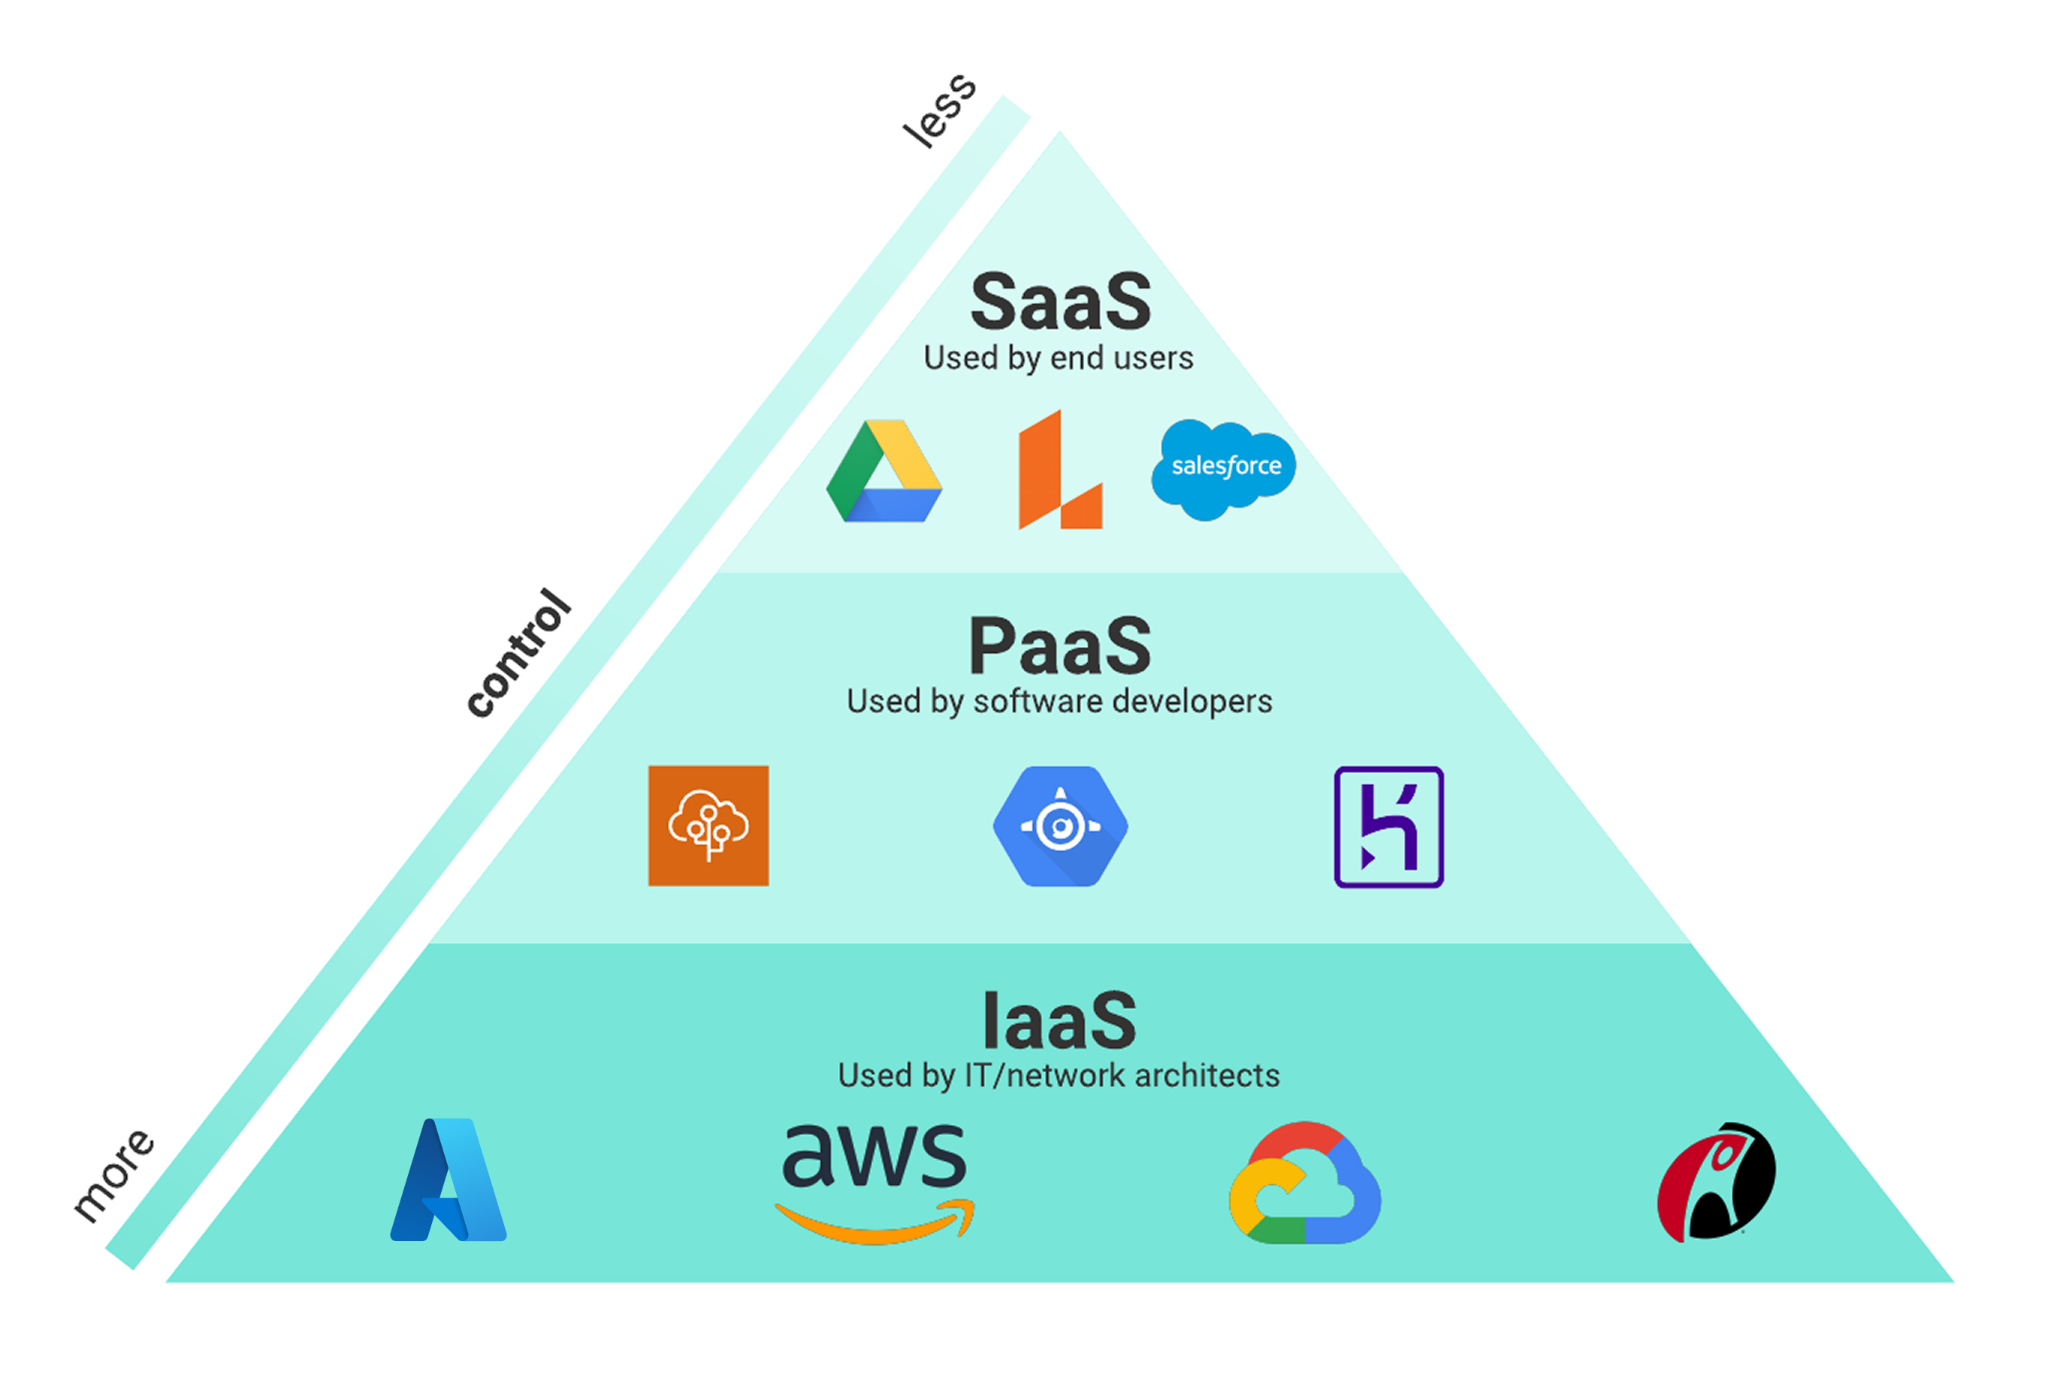 less
control
more
SaaS
Used by end users
salesforce
PaaS
Used by software developers
IaaS
Used by IT/network architects
aws